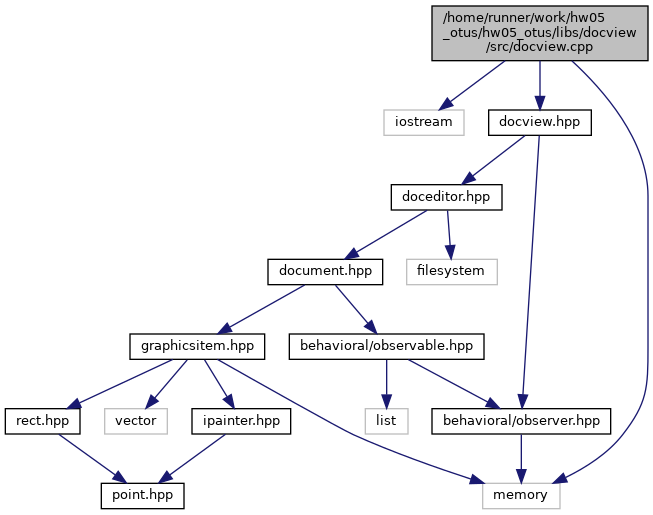 /home/runner/work/hw05
_otus/hw05_otus/libs/docview
/src/docview.cpp
iostream
docview.hpp
doceditor.hpp
document.hpp
filesystem
graphicsitem.hpp
behavioral/observable.hpp
rect.hpp
vector
ipainter.hpp
list
behavioral/observer.hpp
point.hpp
memory